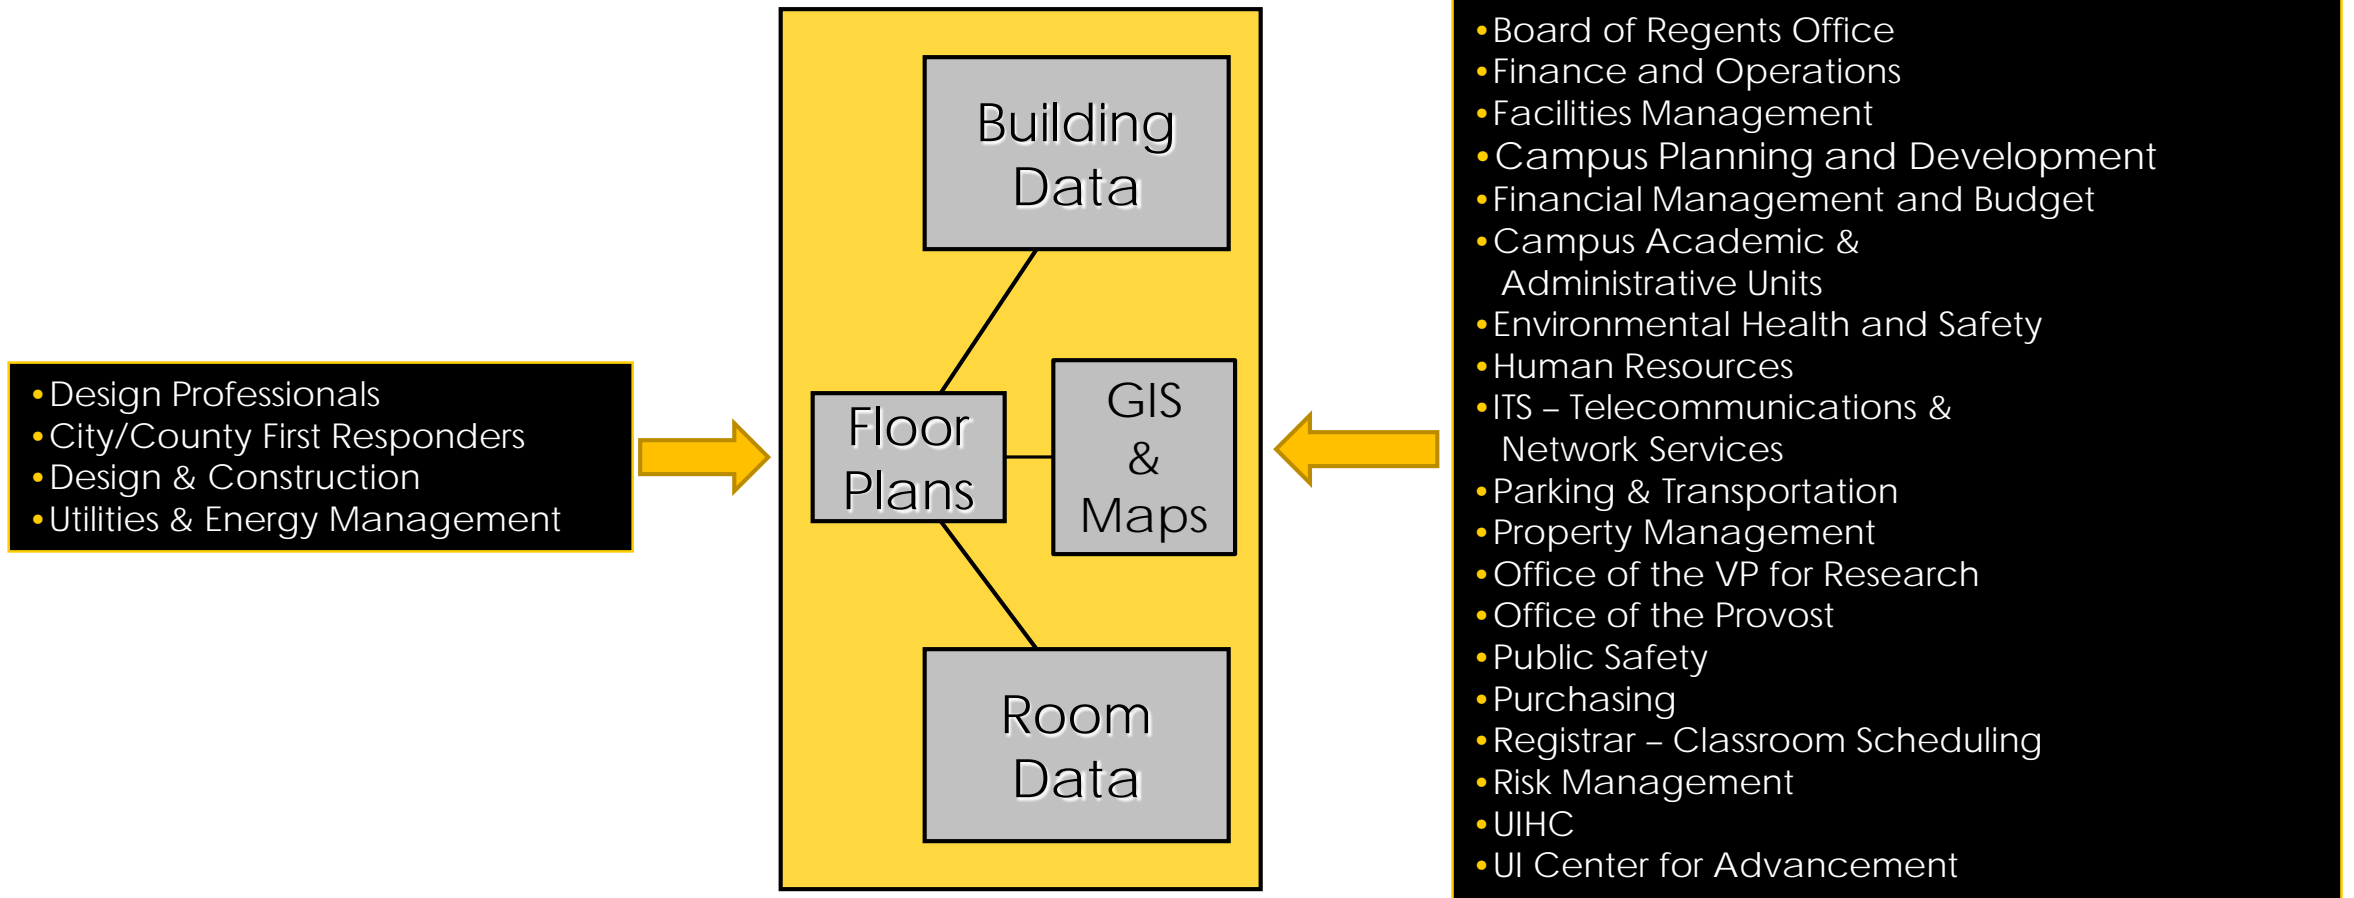 •Design Professionals
•City/County First Responders
•Design & Construction
•Utilities & Energy Management
Building
Data
Floor
Plans
GIS
&
Maps
Room
Data
•Board of Regents Office
•Finance and Operations
•Facilities Management
•Campus Planning and Development
•Financial Management and Budget
•Campus Academic &
Administrative Units
•Environmental Health and Safety
•Human Resources
•ITS – Telecommunications &
Network Services
•Parking & Transportation
•Property Management
•Office of the VP for Research
•Office of the Provost
•Public Safety
•Purchasing
•Registrar – Classroom Scheduling
•Risk Management
•UIHC
•UI Center for Advancement